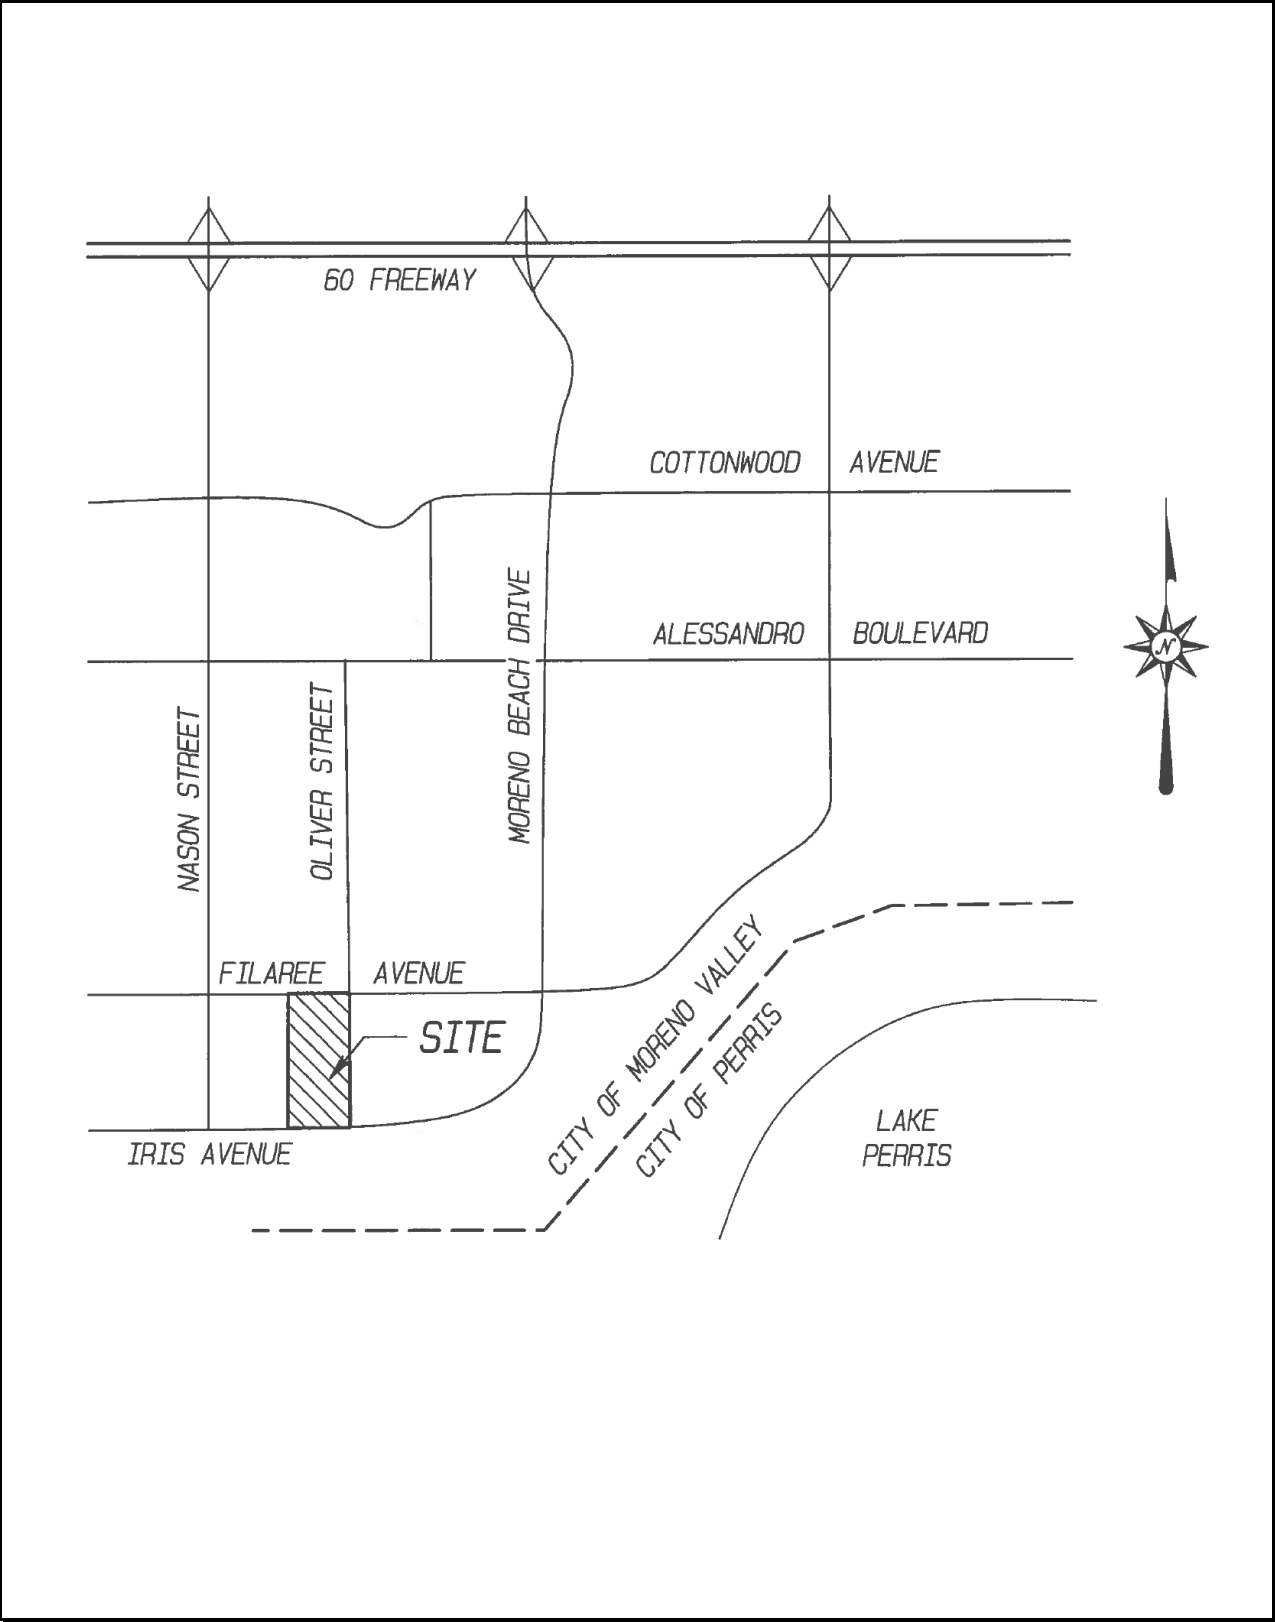 60 FREEWAY
COTTONWOOD AVENUE
ALESSANDRO BOULEVARD
MORENO BEACH DRIVE
NASON STREET
OLIVER STREET
N
FILAREE AVENUE
SITE
CITY OF MORENO VALLEY
CITY OF PERRIS
IRIS AVENUE
LAKE
PERRIS